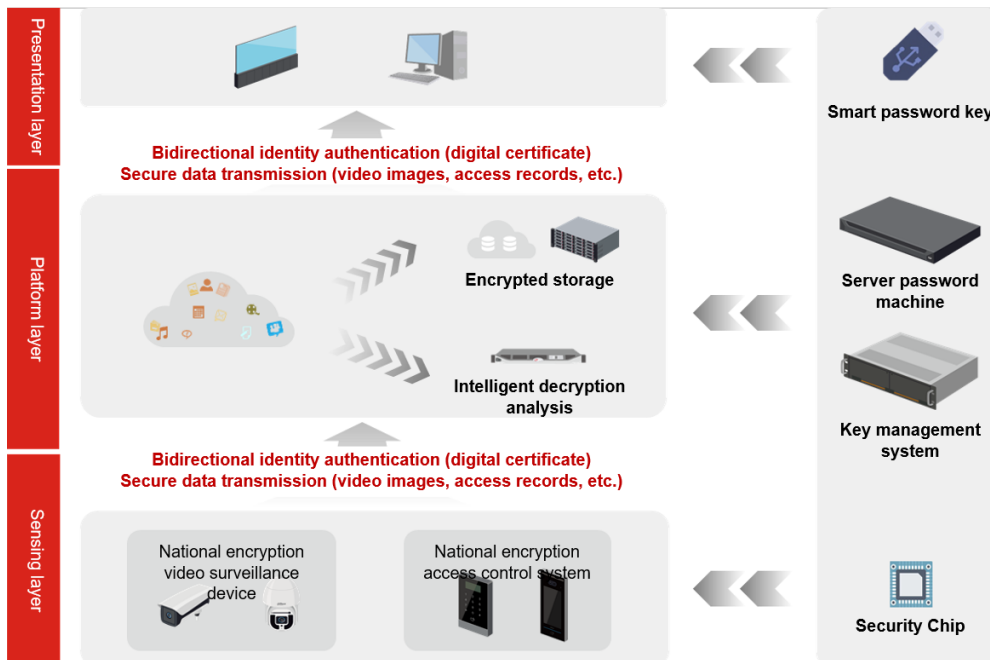 Presentation layer
Smart password key
Bidirectional identity authentication (digital certificate)
Secure data transmission (video images, access records, etc.)
Platform layer
Encrypted storage
Intelligent decryption
analysis
Server password
machine
Key management
system
Bidirectional identity authentication (digital certificate)
Secure data transmission (video images, access records, etc.)
Sensing layer
National encryption
video surveillance
device
National encryption
access control system
Security Chip